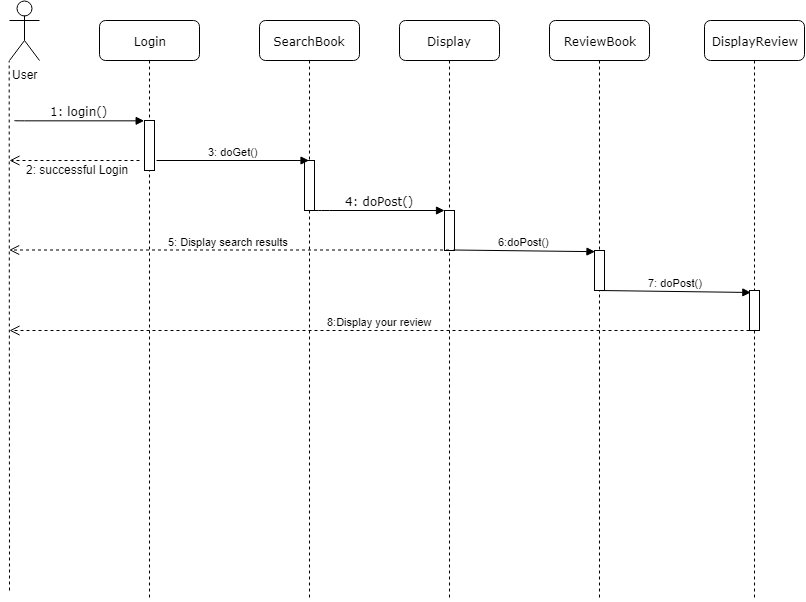 Login
SearchBook
Display
ReviewBook
DisplayReview
User
1: login()
2: successful Login
3: doGet()
4: doPost()
5: Display search results
6:doPost()
7: doPost()
8:Display your review